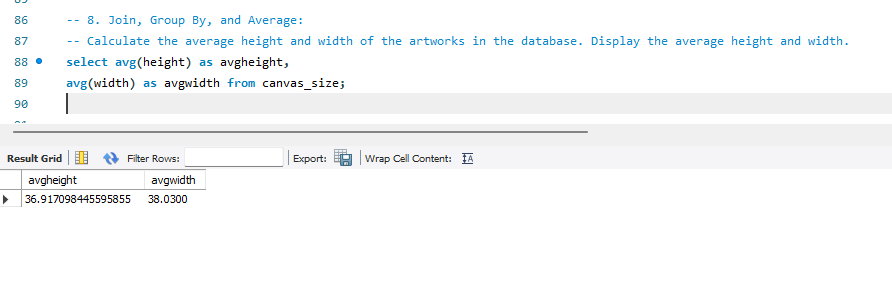 86 -- 8. Join, Group By, and Average:
87 -- Calculate the average height and width of the artworks in the database. Display the average height and width.
88 select avg(height) as avgheight,
89 avg(width) as avgwidth from canvas_size;
90
Result Grid Filter Rows: Export: Wrap Cell Content: IA
avgheight avgwidth
36.917098445595855 38.0300